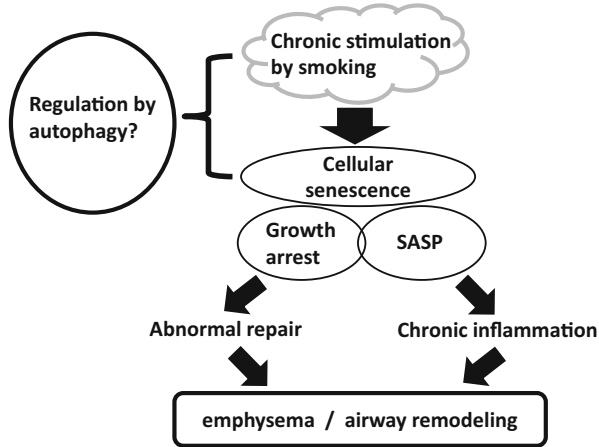 Chronic stimulation
by smoking
Regulation by
autophagy?
Cellular
senescence
Growth
arrest
SASP
Abnormal repair
Chronic inflammation
emphysema / airway remodeling